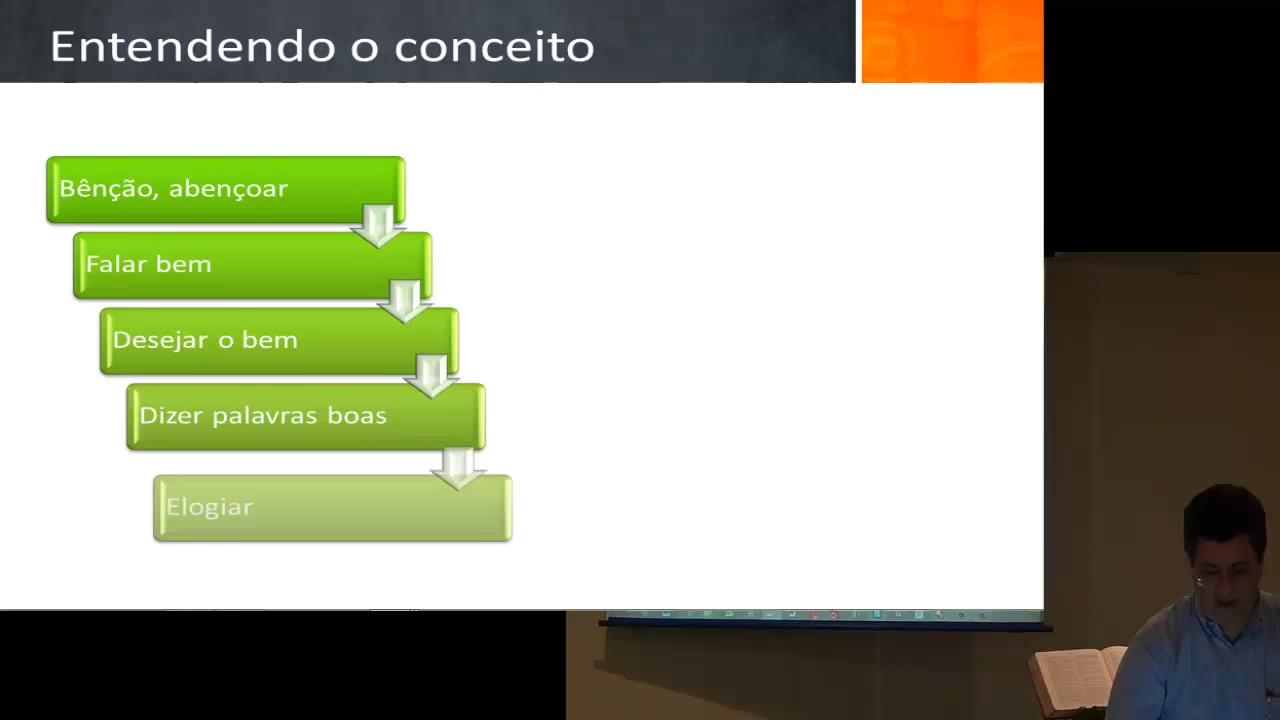 Entendendo o conceito
Bênção, abençoar
Falar bem
Desejar o bem
Dizer palavras boas
Elogiar